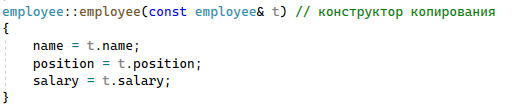 employee::employee(const employee& t) // конструктор копирования
{
    name = t.name;
    position = t.position;
    salary = t.salary;
}